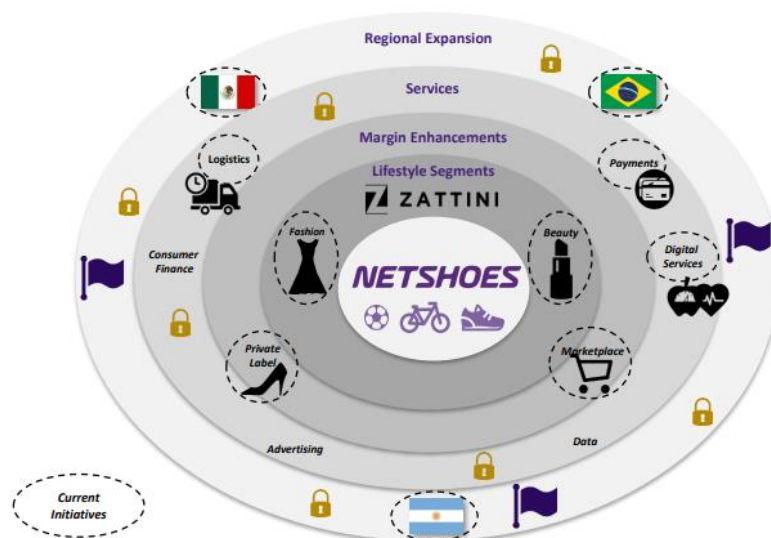 Regional Expansion
Services
Margin Enhancements
Logistics
Lifestyle Segments
Payments
ZATTINI
Fashion
Beauty
Consumer
Finance
Digital
Services
NETSHOES
Private
Label
Marketplace
Advertising
Data
Current
Initiatives